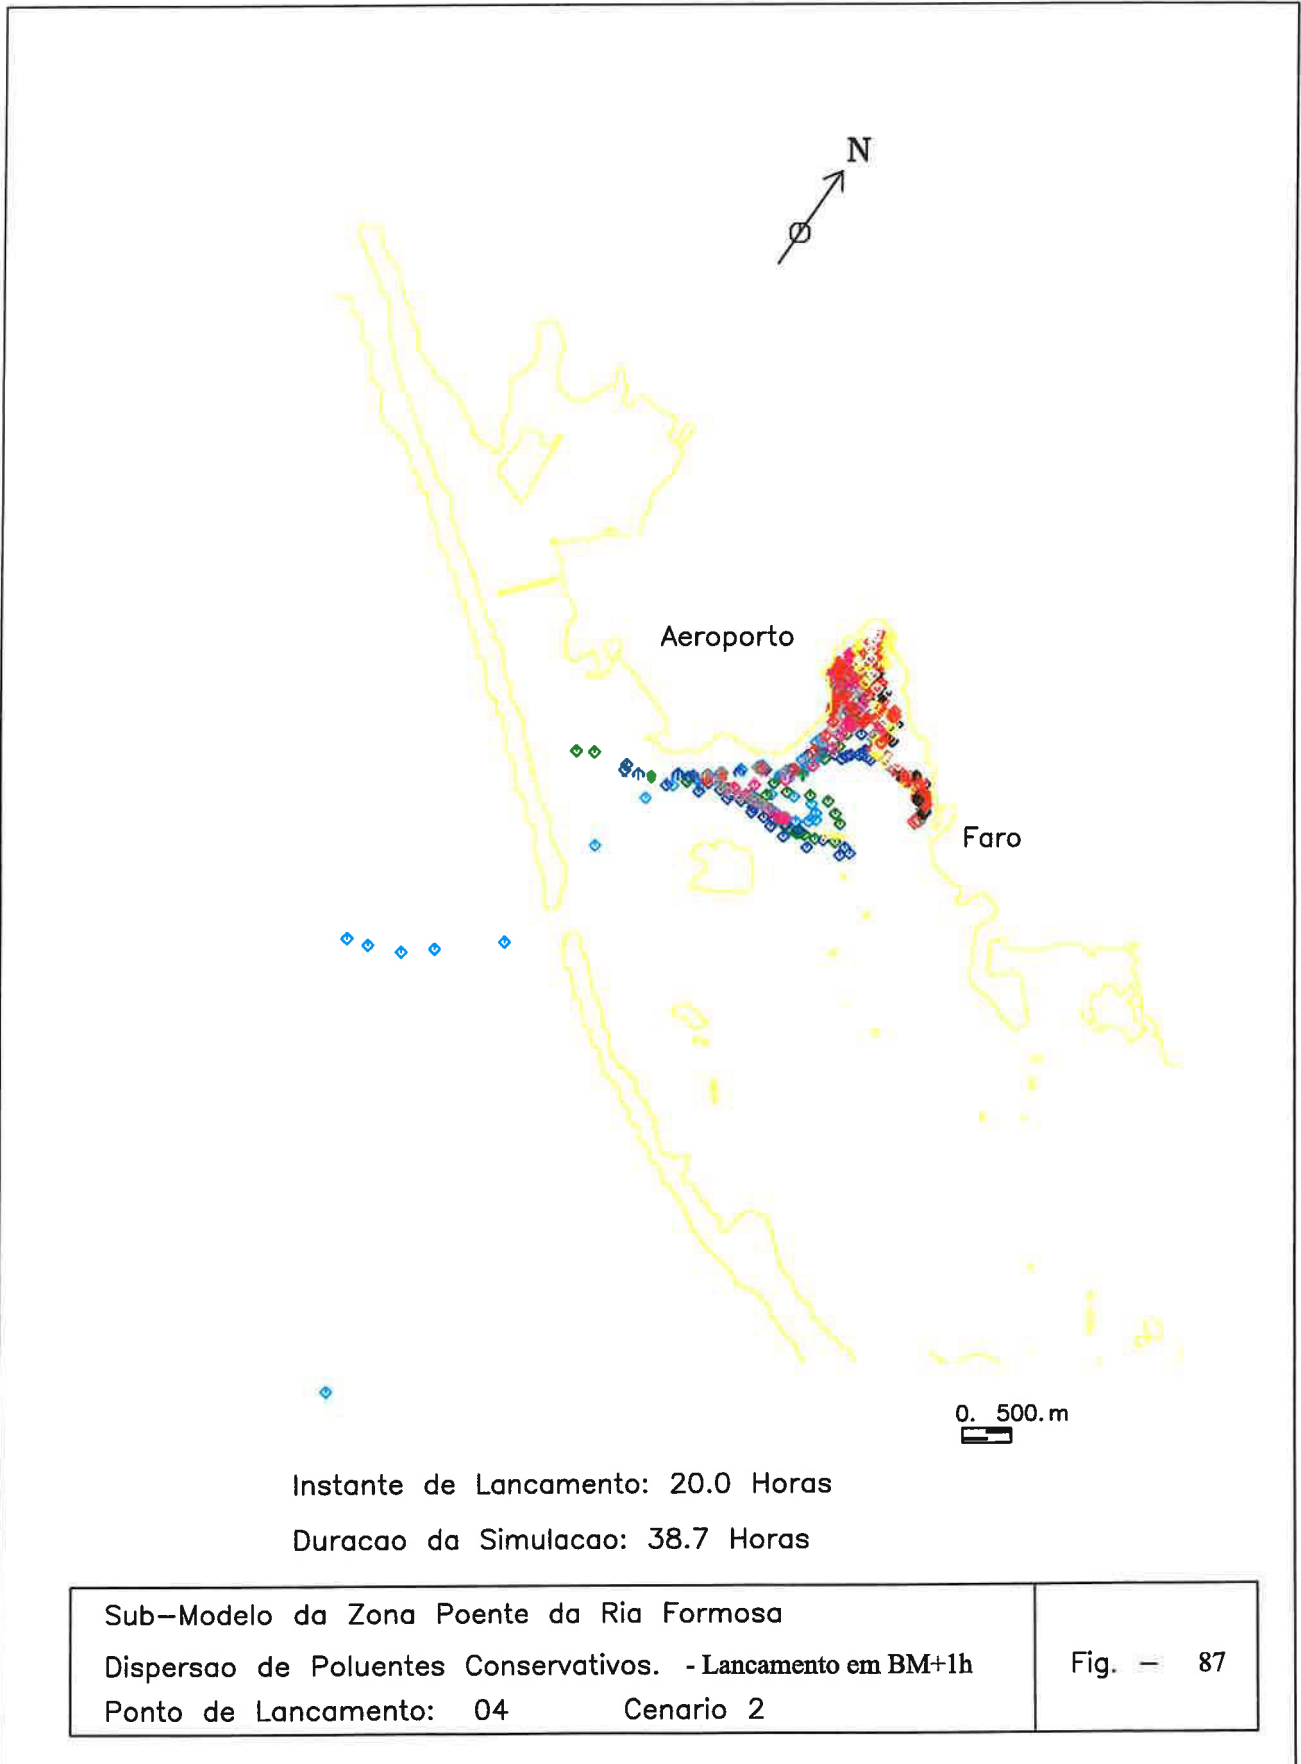 N
Aeroporto
Faro
0. 500.m
Instante de Lancamento: 20.0 Horas
Duracao da Simulacao: 38.7 Horas
Sub-Modelo da Zona Poente da Ria Formosa
Dispersao de Poluentes Conservativos. - Lancamento em BM+1h
Ponto de Lancamento: 04 Cenario 2
Fig. - 87